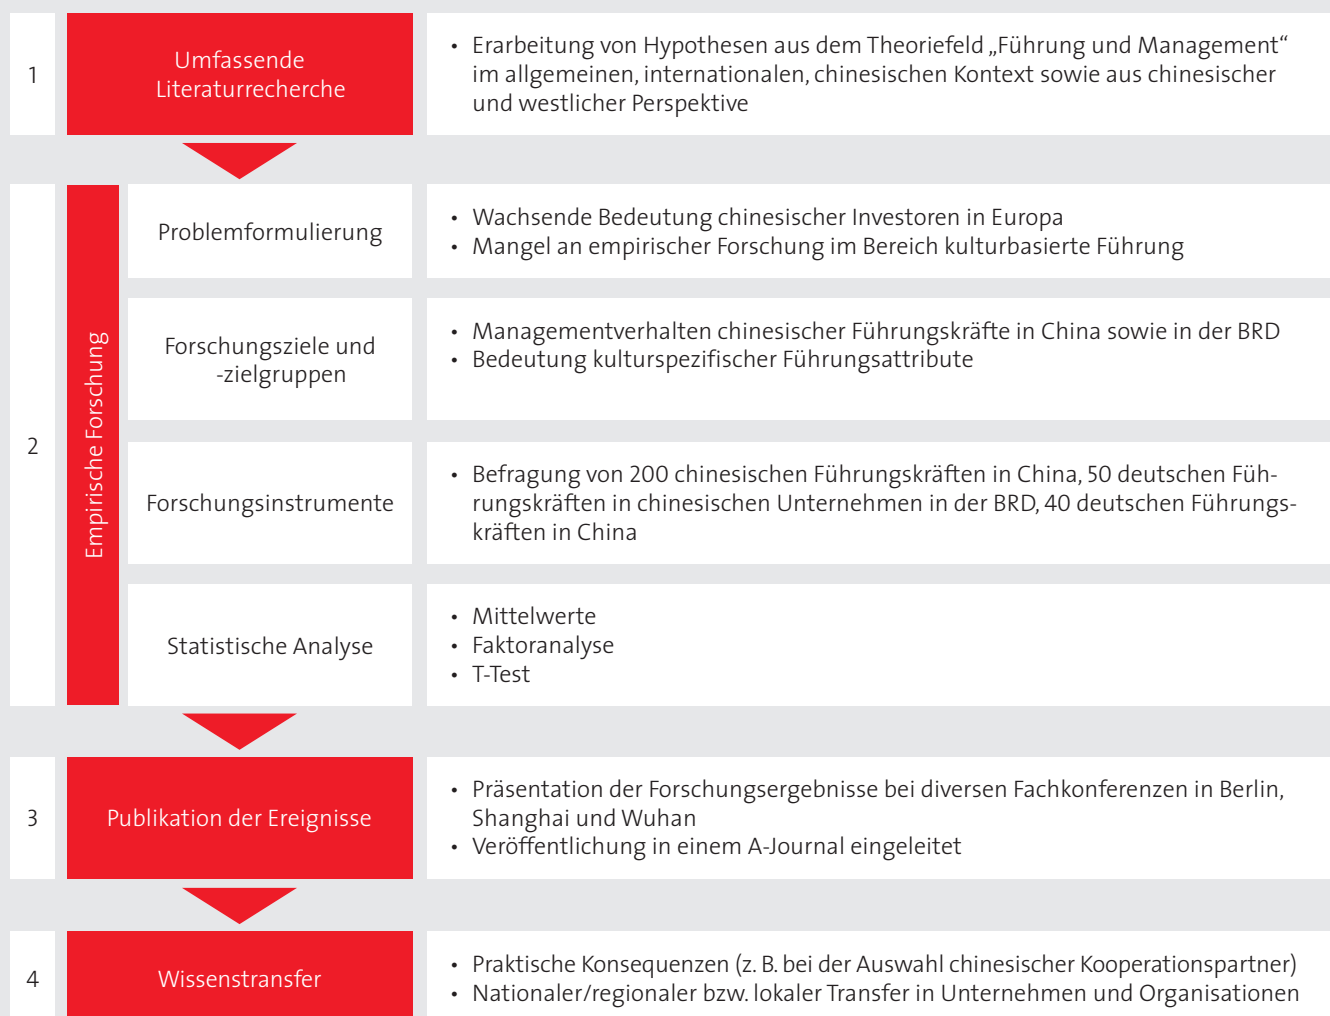 1
Umfassende
Literaturrecherche
• Erarbeitung von Hypothesen aus dem Theoriefeld „Führung und Management“
im allgemeinen, internationalen, chinesischen Kontext sowie aus chinesischer
und westlicher Perspektive
2
Empirische Forschung
Problemformulierung
• Wachsende Bedeutung chinesischer Investoren in Europa
• Mangel an empirischer Forschung im Bereich kulturbasierte Führung
Forschungsziele und
-zielgruppen
• Managementverhalten chinesischer Führungskräfte in China sowie in der BRD
• Bedeutung kulturspezifischer Führungsattribute
Forschungsinstrumente
• Befragung von 200 chinesischen Führungskräften in China, 50 deutschen Füh-
rungskräften in chinesischen Unternehmen in der BRD, 40 deutschen Führungs-
kräften in China
Statistische Analyse
• Mittelwerte
• Faktoranalyse
• T-Test
3
Publikation der Ereignisse
• Präsentation der Forschungsergebnisse bei diversen Fachkonferenzen in Berlin,
Shanghai und Wuhan
• Veröffentlichung in einem A-Journal eingeleitet
4
Wissenstransfer
• Praktische Konsequenzen (z. B. bei der Auswahl chinesischer Kooperationspartner)
• Nationaler/regionaler bzw. lokaler Transfer in Unternehmen und Organisationen